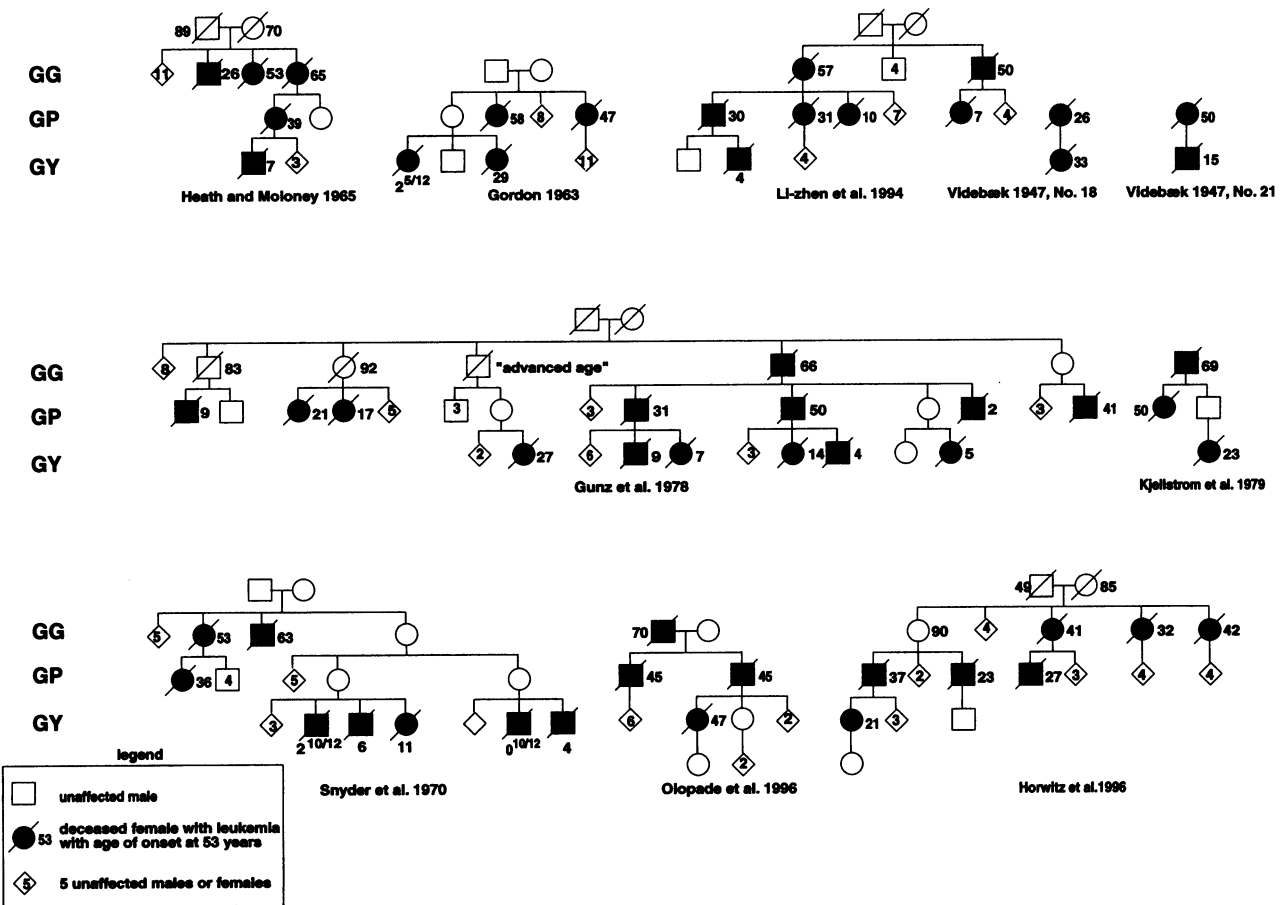 89 70
GG 11 26 53 65
GP 39
GY 7 3
Heath and Moloney 1965
58 8 47
2 5/12 29 11
Gordon 1963
57 4 50
30 31 10 7 7 4
4 4
Li-zhen et al. 1994
26
33
Videbæk 1947, No. 18
50
15
Videbæk 1947, No. 21
GG 8 83 92 "advanced age" 66
GP 9 21 17 5 3 3 31 50 2 3 41
GY 2 27 6 9 7 3 14 4 5
Gunz et al. 1978
69
50
23
Kjellstrom et al. 1979
GG 5 53 63
GP 36 4 5
GY 3 2 10/12 6 11 0 10/12 4
Snyder et al. 1970
70
45 45
6 47 2
2
Olopade et al. 1996
49 85
90 4 41 32 42
37 2 23 27 3 4 4
21 3
Horwitz et al.1996
legend
unaffected male
53 deceased female with leukemia
with age of onset at 53 years
5 5 unaffected males or females